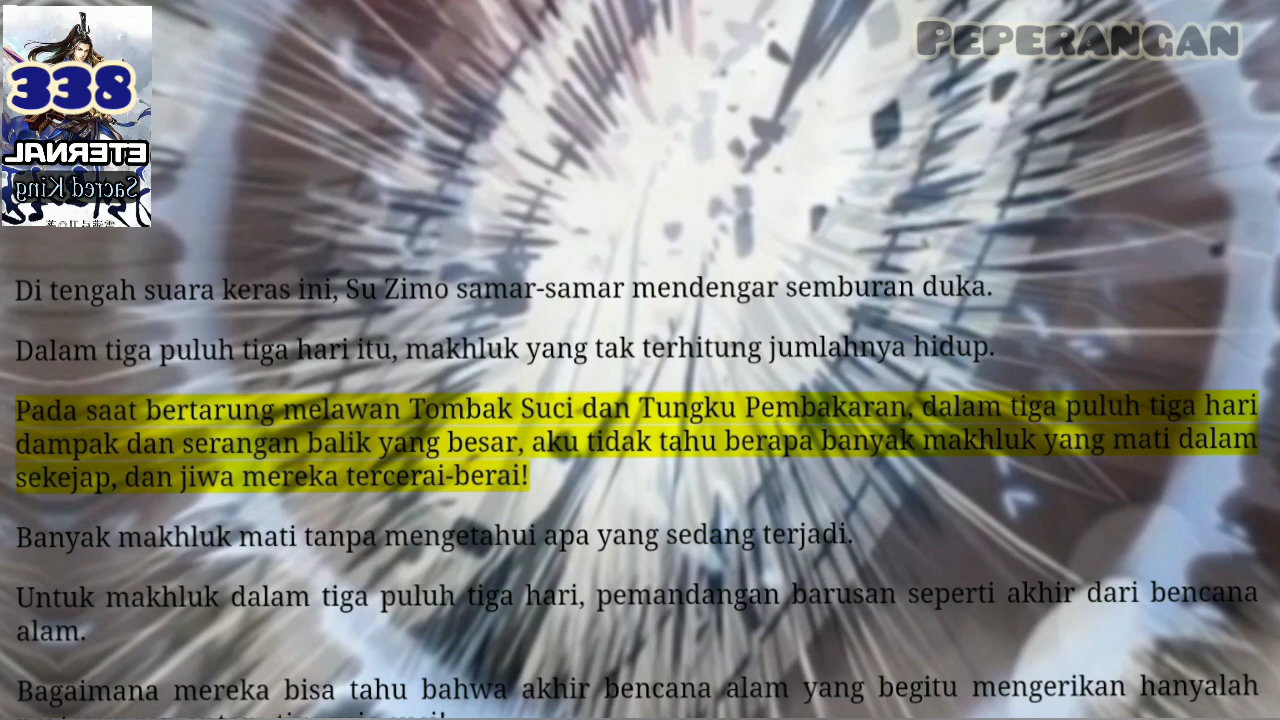 PEPERANGAN
338
ETERNAL
Sacred King
Di tengah suara keras ini, Su Zimo samar-samar mendengar semburan duka.
Dalam tiga puluh tiga hari itu, makhluk yang tak terhitung jumlahnya hidup.
Pada saat bertarung melawan Tombak Suci dan Tungku Pembakaran, dalam tiga puluh tiga hari
dampak dan serangan balik yang besar, aku tidak tahu berapa banyak makhluk yang mati dalam
sekejap, dan jiwa mereka tercerai-berai!
Banyak makhluk mati tanpa mengetahui apa yang sedang terjadi.
Untuk makhluk dalam tiga puluh tiga hari, pemandangan barusan seperti akhir dari bencana
alam.
Bagaimana mereka bisa tahu bahwa akhir bencana alam yang begitu mengerikan hanyalah